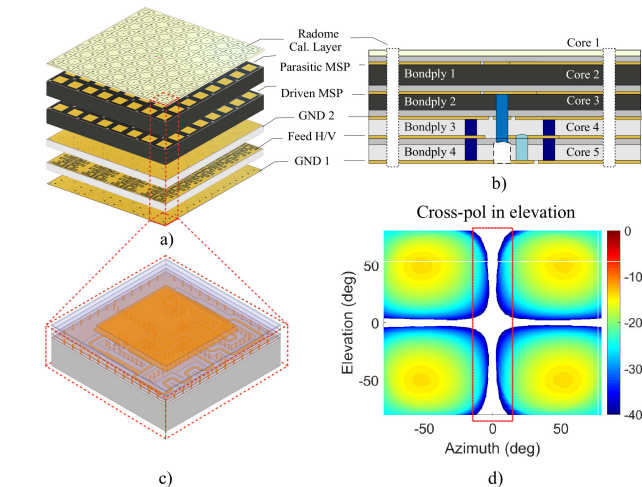 Radome
Cal. Layer
Parasitic MSP
Driven MSP
GND 2
Feed H/V
GND 1
a)
Core 1
Bondply 1 Core 2
Bondply 2 Core 3
Bondply 3 Core 4
Bondply 4 Core 5
b)
c)
Cross-pol in elevation
Elevation (deg)
50
0
-50
-50 0 50
Azimuth (deg)
0
-10
-20
-30
-40
d)